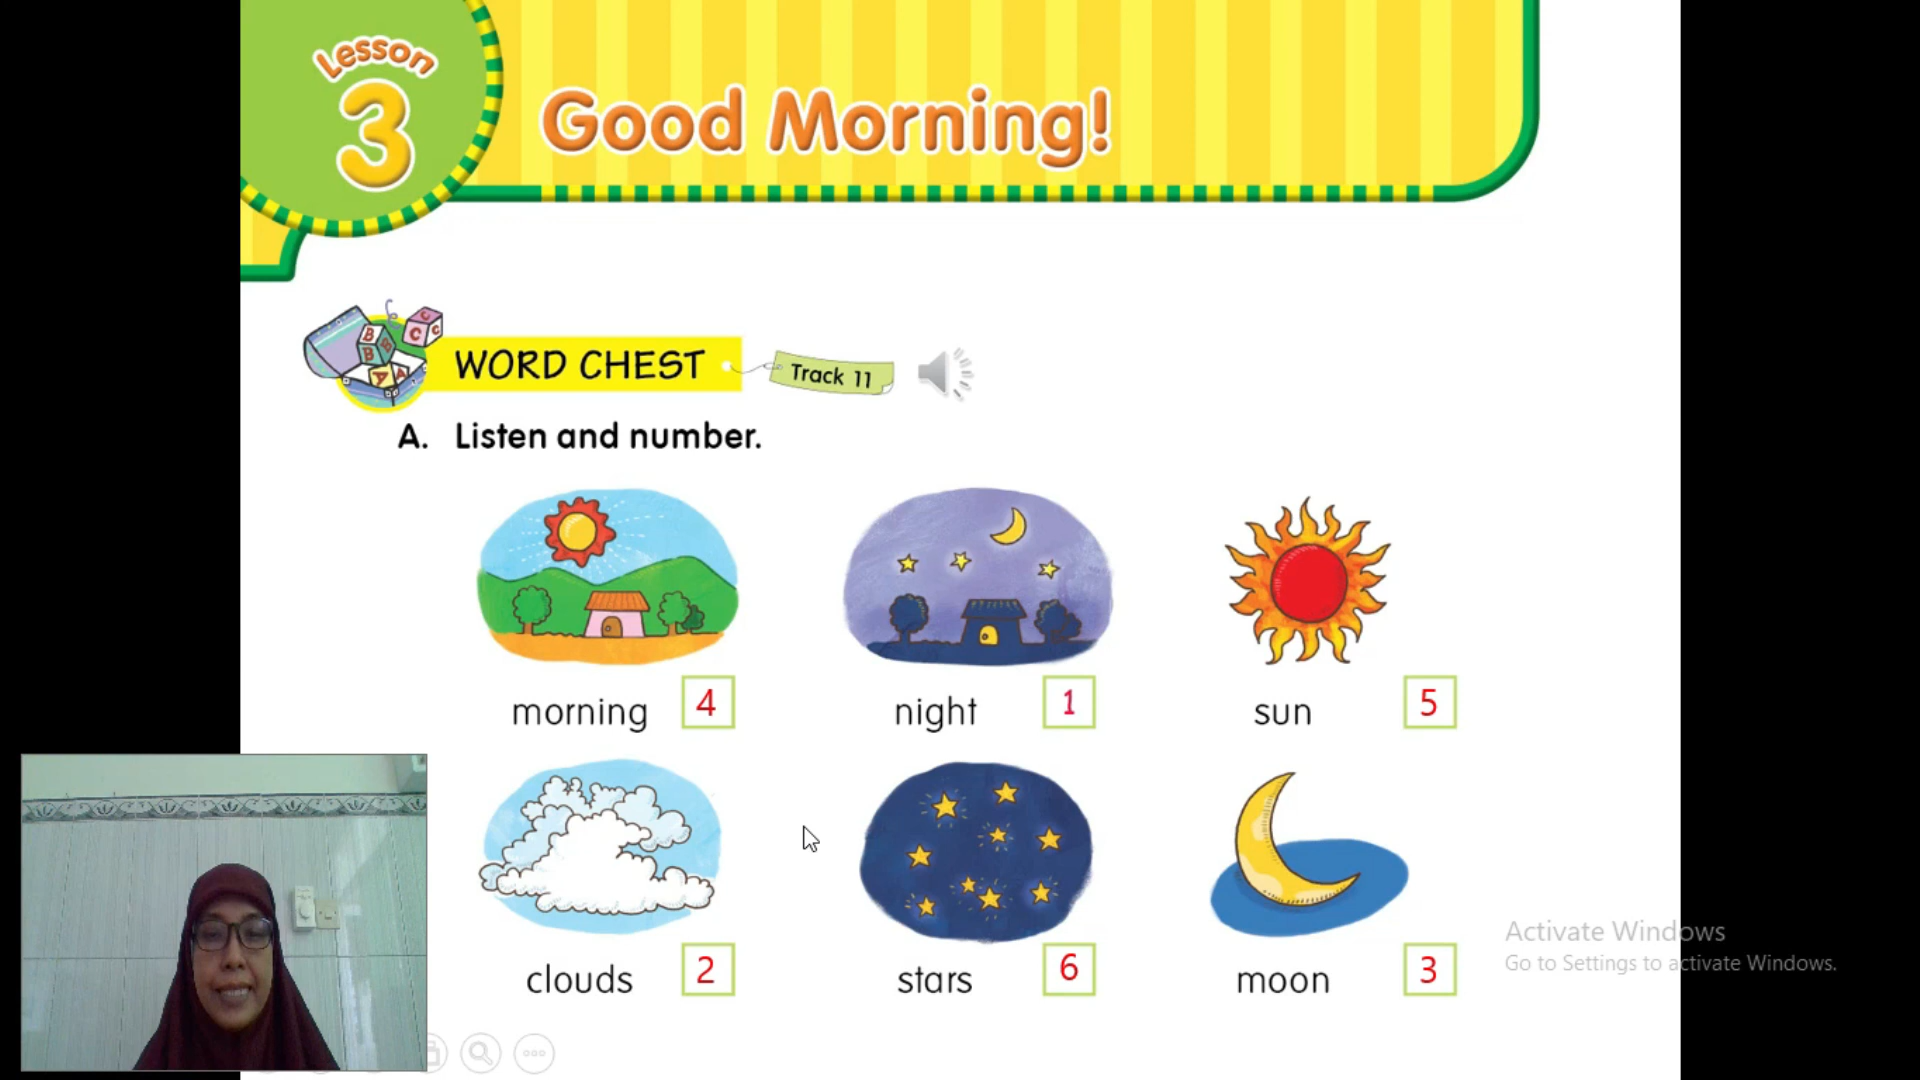 Lesson
3
Good Morning!
B
B
B
C
C
C
A
A
WORD CHEST
Track 11
A. Listen and number.
morning 4
night 1
sun 5
clouds 2
stars 6
moon 3
Activate Windows
Go to Settings to activate Windows.